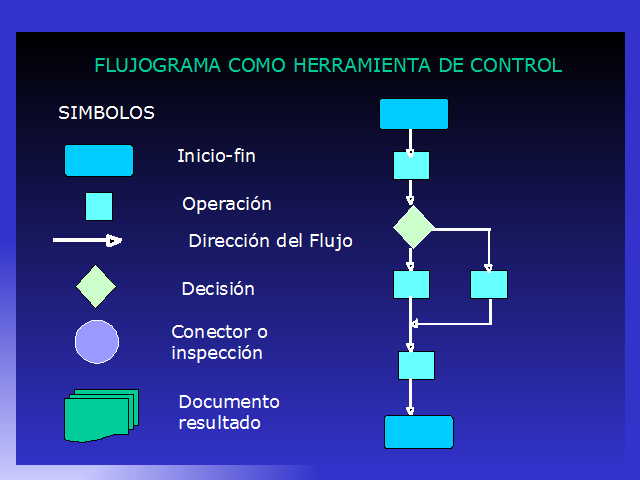 FLUJOGRAMA COMO HERRAMIENTA DE CONTROL
SIMBOLOS
Inicio-fin
Operación
Dirección del Flujo
Decisión
Conector o
inspección
Documento
resultado